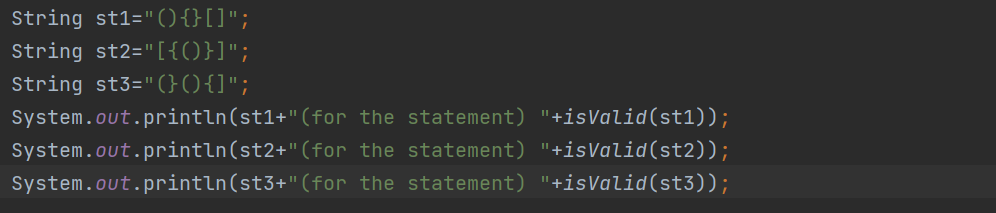 String st1="(){}[]";
String st2="[{()}]";
String st3="(}(){]";
System.out.println(st1+"(for the statement) "+isValid(st1));
System.out.println(st2+"(for the statement) "+isValid(st2));
System.out.println(st3+"(for the statement) "+isValid(st3));